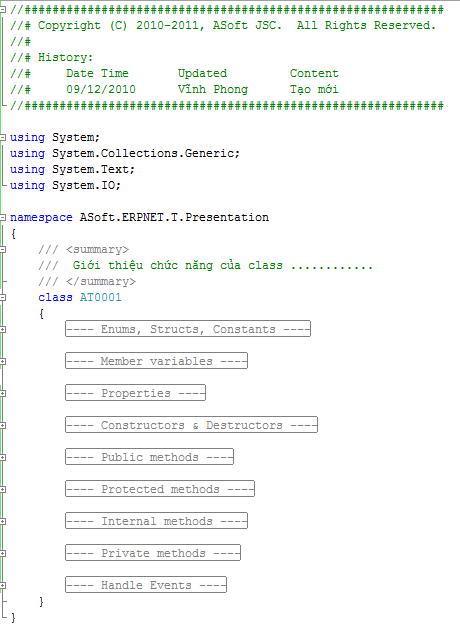 //############################################################
//# Copyright (C) 2010-2011, ASoft JSC.  All Rights Reserved.
//#
//# History:
//#     Date Time       Updated         Content
//#     09/12/2010      Vĩnh Phong      Tạo mới
//############################################################
using System;
using System.Collections.Generic;
using System.Text;
using System.IO;
namespace ASoft.ERPNET.T.Presentation
{
    /// <summary>
    ///  Giới thiệu chức năng của class ............
    /// </summary>
    class AT0001
    {
        ---- Enums, Structs, Constants ----
        ---- Member variables ----
        ---- Properties ----
        ---- Constructors & Destructors ----
        ---- Public methods ----
        ---- Protected methods ----
        ---- Internal methods ----
        ---- Private methods ----
        ---- Handle Events ----
    }
}